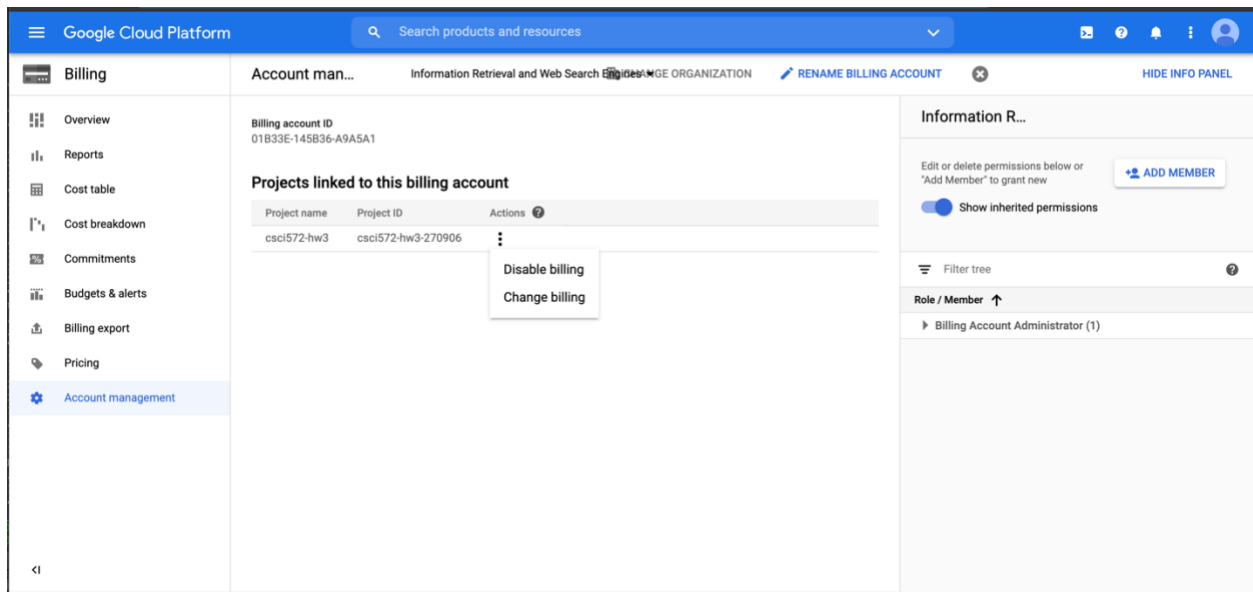 Google Cloud Platform
Search products and resources
Billing
Account man...
Information Retrieval and Web Search Engines
GE ORGANIZATION
RENAME BILLING ACCOUNT
HIDE INFO PANEL
Overview
Reports
Cost table
Cost breakdown
Commitments
Budgets & alerts
Billing export
Pricing
Account management
Billing account ID
01B33E-145B36-A9A5A1
Projects linked to this billing account
Project name Project ID Actions
csci572-hw3 csci572-hw3-270906
Disable billing
Change billing
Information R...
Edit or delete permissions below or
"Add Member" to grant new
ADD MEMBER
Show inherited permissions
Filter tree
Role / Member
Billing Account Administrator (1)